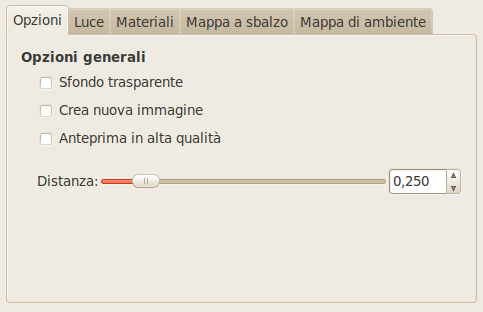 Opzioni Luce Materiali Mappa a sbalzo Mappa di ambiente
Opzioni generali
Sfondo trasparente
Crea nuova immagine
Anteprima in alta qualità
Distanza: 0,250